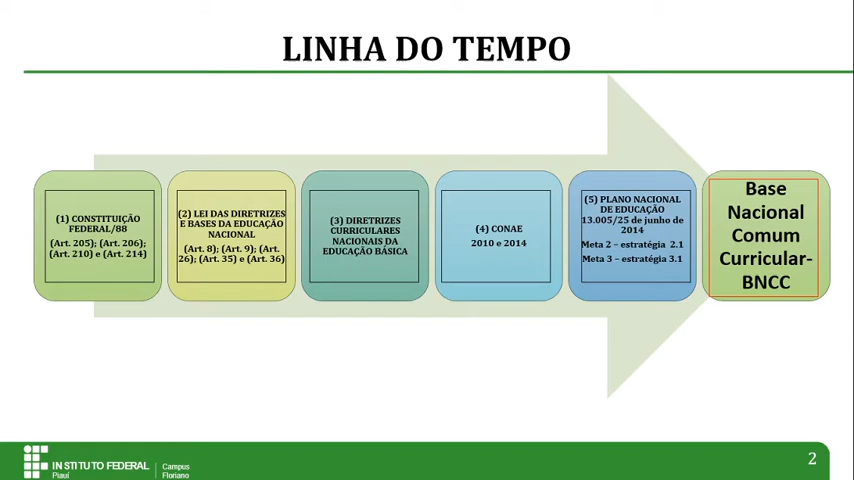 LINHA DO TEMPO
(1) CONSTITUIÇÃO
FEDERAL/88
(Art. 205); (Art. 206);
(Art. 210) e (Art. 214)
(2) LEI DAS DIRETRIZES
E BASES DA EDUCAÇÃO
NACIONAL
(Art. 8); (Art. 9); (Art.
26); (Art. 35) e (Art. 36)
(3) DIRETRIZES
CURRICULARES
NACIONAIS DA
EDUCAÇÃO BÁSICA
(4) CONAE
2010 e 2014
(5) PLANO NACIONAL
DE EDUCAÇÃO
13.005/25 de junho de
2014
Meta 2 – estratégia 2.1
Meta 3 – estratégia 3.1
Base
Nacional
Comum
Curricular-
BNCC
INSTITUTO FEDERAL
Piauí
Campus
Floriano
2